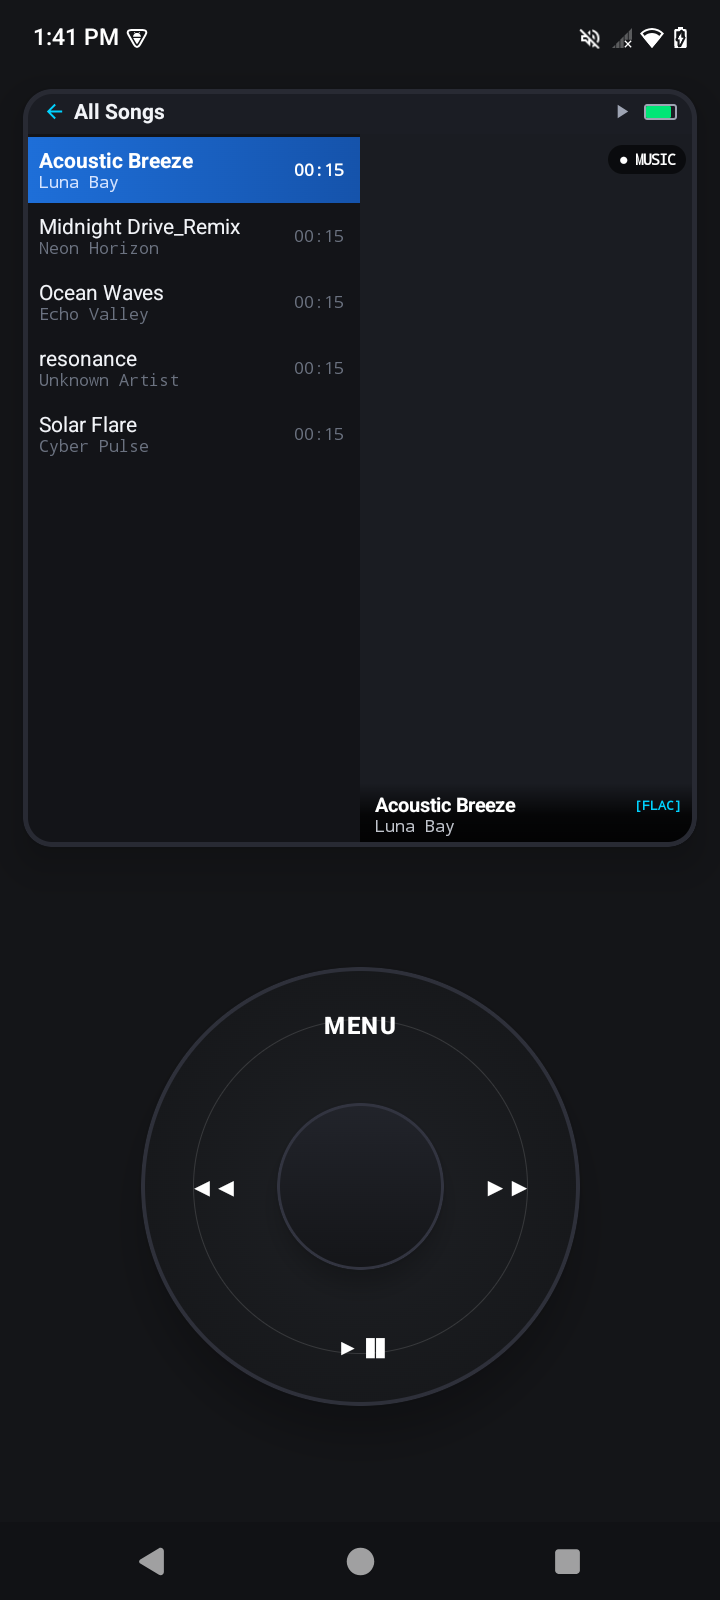 1:41 PM
All Songs
Acoustic Breeze
Luna Bay
00:15
MUSIC
Midnight Drive_Remix
Neon Horizon
00:15
Ocean Waves
Echo Valley
00:15
resonance
Unknown Artist
00:15
Solar Flare
Cyber Pulse
00:15
Acoustic Breeze
[FLAC]
Luna Bay
MENU